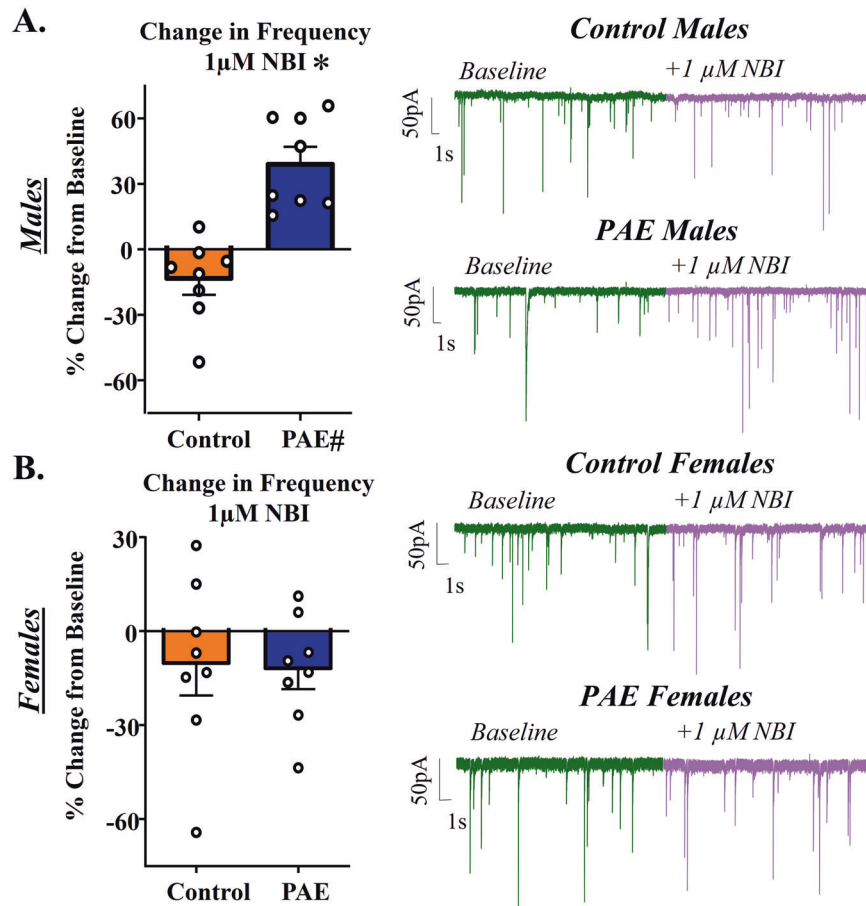 A.
Change in Frequency
1µM NBI *
Males
% Change from Baseline
60
30
0
-30
-60
Control PAE#
Control Males
Baseline +1 µM NBI
50pA
1s
PAE Males
Baseline +1 µM NBI
50pA
1s
B.
Change in Frequency
1µM NBI
Females
% Change from Baseline
30
0
-30
-60
Control PAE
Control Females
Baseline +1 µM NBI
50pA
1s
PAE Females
Baseline +1 µM NBI
50pA
1s